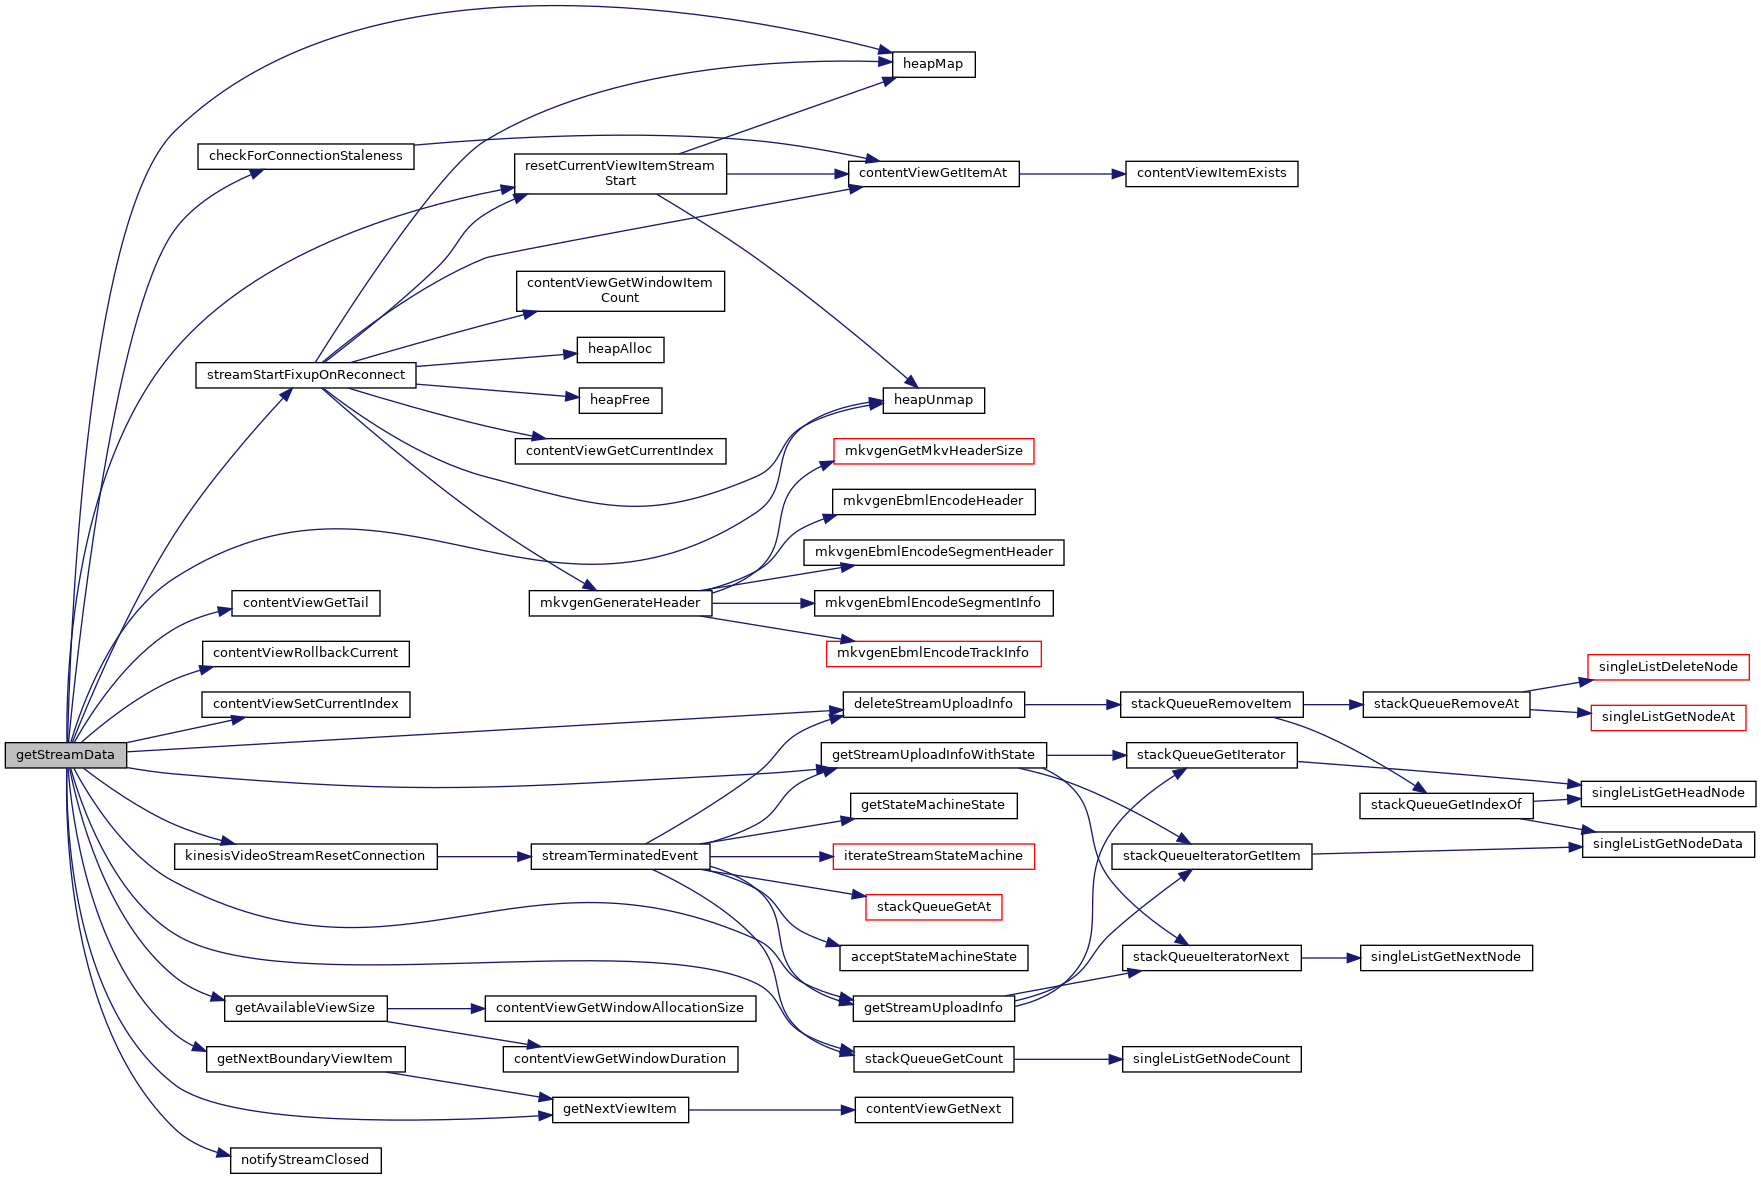 heapMap
checkForConnectionStaleness
resetCurrentViewItemStream
Start
contentViewGetItemAt
contentViewItemExists
contentViewGetWindowItem
Count
heapAlloc
streamStartFixupOnReconnect
heapFree
heapUnmap
contentViewGetCurrentIndex
mkvgenGetMkvHeaderSize
mkvgenEbmlEncodeHeader
mkvgenEbmlEncodeSegmentHeader
contentViewGetTail
mkvgenGenerateHeader
mkvgenEbmlEncodeSegmentInfo
contentViewRollbackCurrent
mkvgenEbmlEncodeTrackInfo
singleListDeleteNode
contentViewSetCurrentIndex
deleteStreamUploadInfo
stackQueueRemoveItem
stackQueueRemoveAt
singleListGetNodeAt
getStreamData
getStreamUploadInfoWithState
stackQueueGetIterator
singleListGetHeadNode
getStateMachineState
stackQueueGetIndexOf
singleListGetNodeData
kinesisVideoStreamResetConnection
streamTerminatedEvent
iterateStreamStateMachine
stackQueueIteratorGetItem
stackQueueGetAt
acceptStateMachineState
stackQueueIteratorNext
singleListGetNextNode
getAvailableViewSize
contentViewGetWindowAllocationSize
getStreamUploadInfo
getNextBoundaryViewItem
contentViewGetWindowDuration
stackQueueGetCount
singleListGetNodeCount
getNextViewItem
contentViewGetNext
notifyStreamClosed